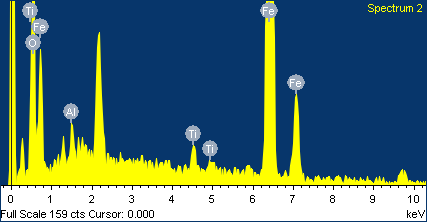 Ti
Fe
Fe
Spectrum 2
O
Fe
Al
Ti
Ti
0 1 2 3 4 5 6 7 8 9 10
Full Scale 159 cts Cursor: 0.000
keV